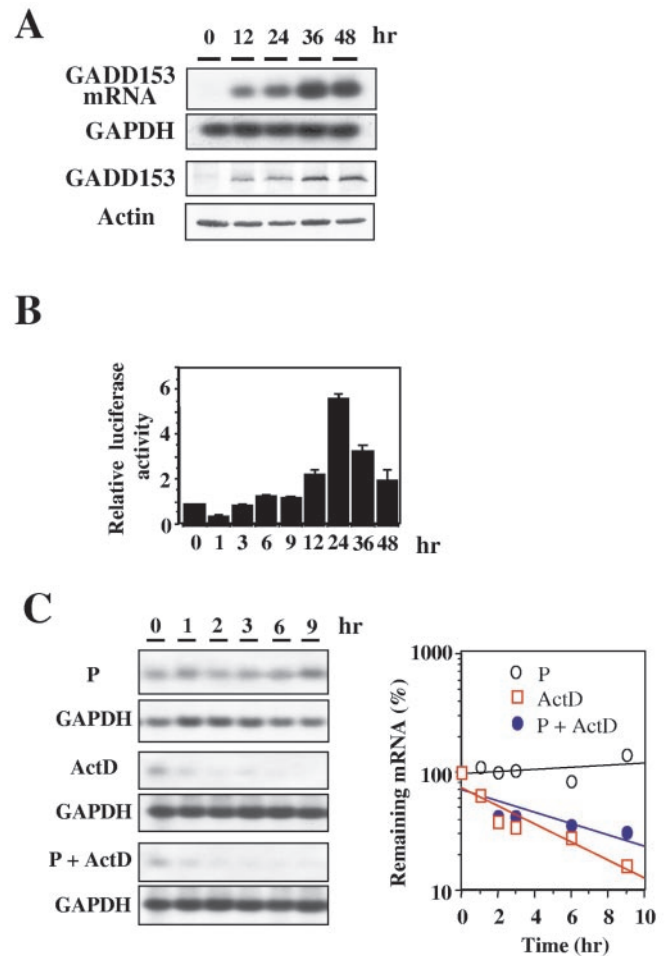 A
0 12 24 36 48 hr
GADD153
mRNA
GAPDH
GADD153
Actin
B
Relative luciferase
activity
6
4
2
0
0 1 3 6 9 12 24 36 48 hr
C
0 1 2 3 6 9 hr
P
GAPDH
ActD
GAPDH
P + ActD
GAPDH
Remaining mRNA (%)
1000
100
10
P
ActD
P + ActD
0 2 4 6 8 10
Time (hr)